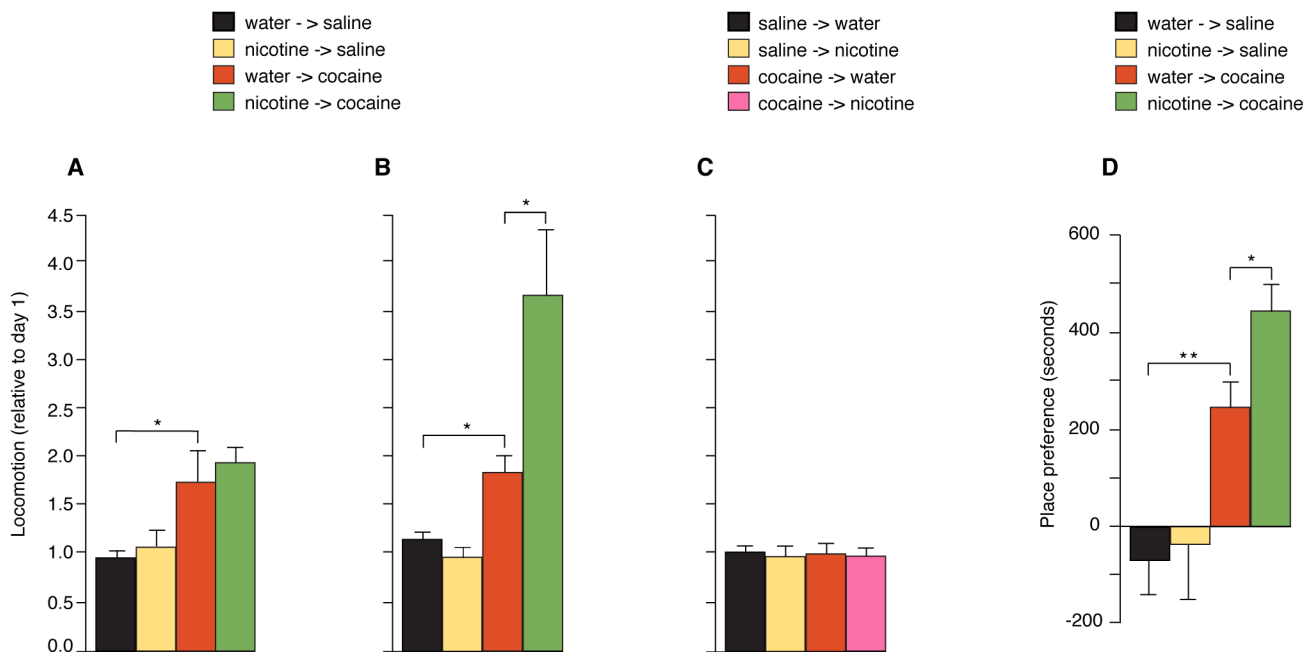 water - > saline
nicotine -> saline
water -> cocaine
nicotine -> cocaine
saline -> water
saline -> nicotine
cocaine -> water
cocaine -> nicotine
water - > saline
nicotine -> saline
water -> cocaine
nicotine -> cocaine
A
B
C
D
Locomotion (relative to day 1)
4.5
4.0
3.5
3.0
2.5
2.0
1.5
1.0
0.5
0.0
*
*
*
Place preference (seconds)
600
400
200
0
-200
**
*